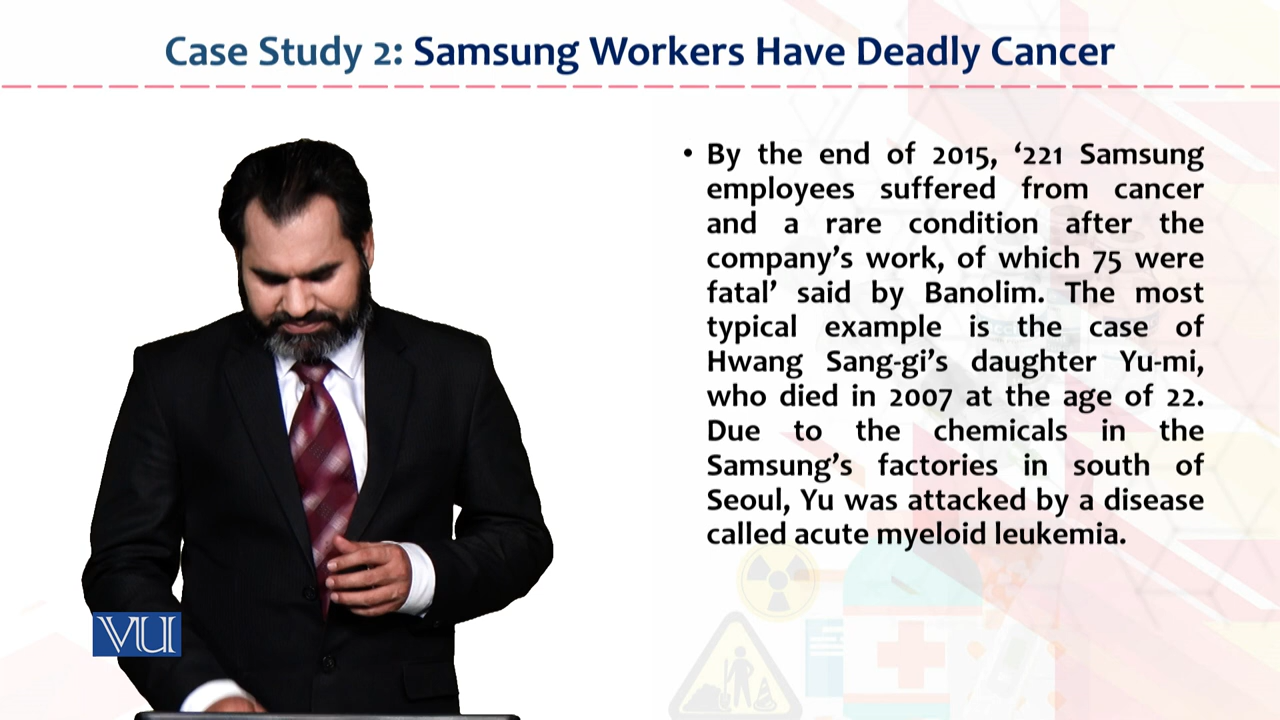 Case Study 2: Samsung Workers Have Deadly Cancer
• By the end of 2015, ‘221 Samsung
employees suffered from cancer
and a rare condition after the
company’s work, of which 75 were
fatal’ said by Banolim. The most
typical example is the case of
Hwang Sang-gi’s daughter Yu-mi,
who died in 2007 at the age of 22.
Due to the chemicals in the
Samsung’s factories in south of
Seoul, Yu was attacked by a disease
called acute myeloid leukemia.
VU